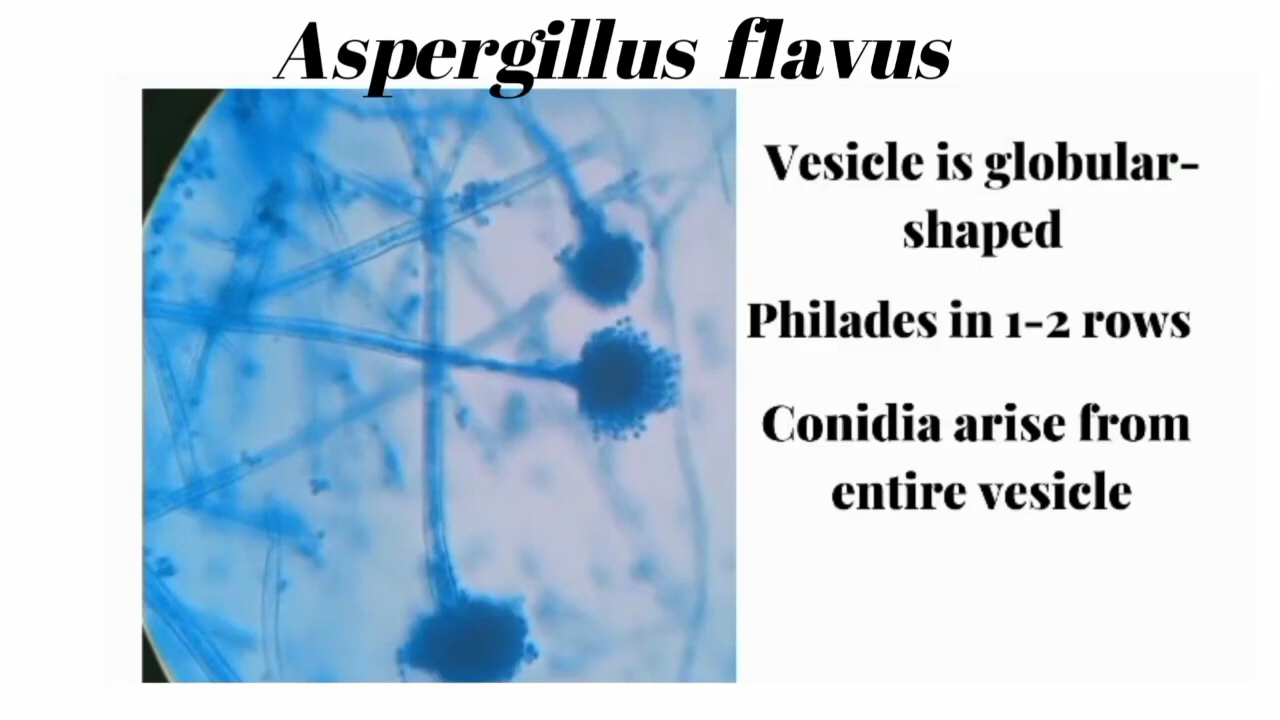 Aspergillus flavus
Vesicle is globular-
shaped
Philades in 1-2 rows
Conidia arise from
entire vesicle